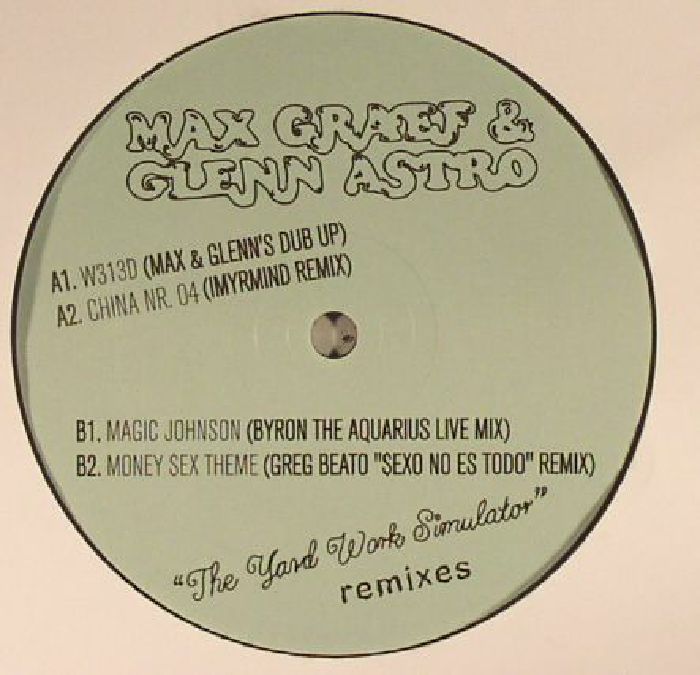 MAX GRAEF &
GLENN ASTRO
A1. W313D (MAX & GLENN'S DUB UP)
A2. CHINA NR. 04 (IMYRMIND REMIX)
B1. MAGIC JOHNSON (BYRON THE AQUARIUS LIVE MIX)
B2. MONEY SEX THEME (GREG BEATO "SEXO NO ES TODO" REMIX)
"The Yard Work Simulator"
remixes